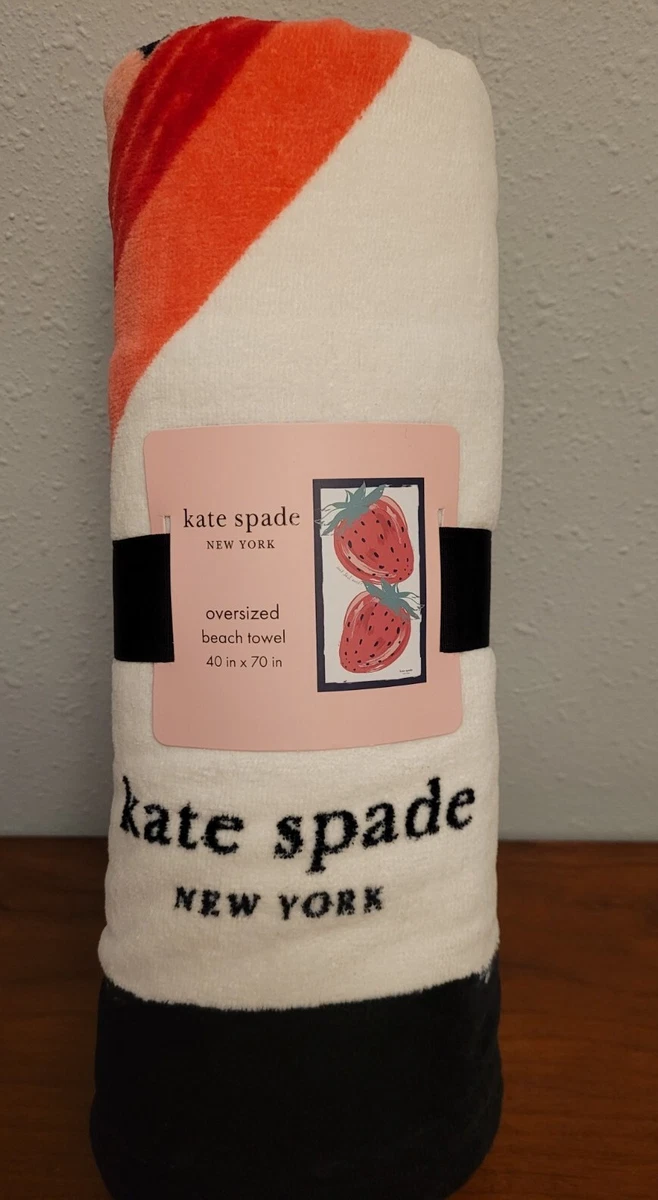 kate spade
NEW YORK
oversized
beach towel
40 in x 70 in
kate spade
NEW YORK